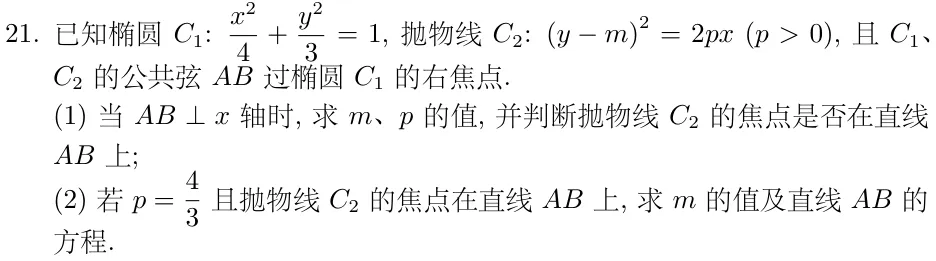 21. 已知椭圆 C₁: x²/4 + y²/3 = 1, 抛物线 C₂: (y − m)² = 2px (p > 0), 且 C₁、
C₂ 的公共弦 AB 过椭圆 C₁ 的右焦点.
(1) 当 AB ⊥ x 轴时, 求 m、p 的值, 并判断抛物线 C₂ 的焦点是否在直线
AB 上;
(2) 若 p = 4/3 且抛物线 C₂ 的焦点在直线 AB 上, 求 m 的值及直线 AB 的
方程.